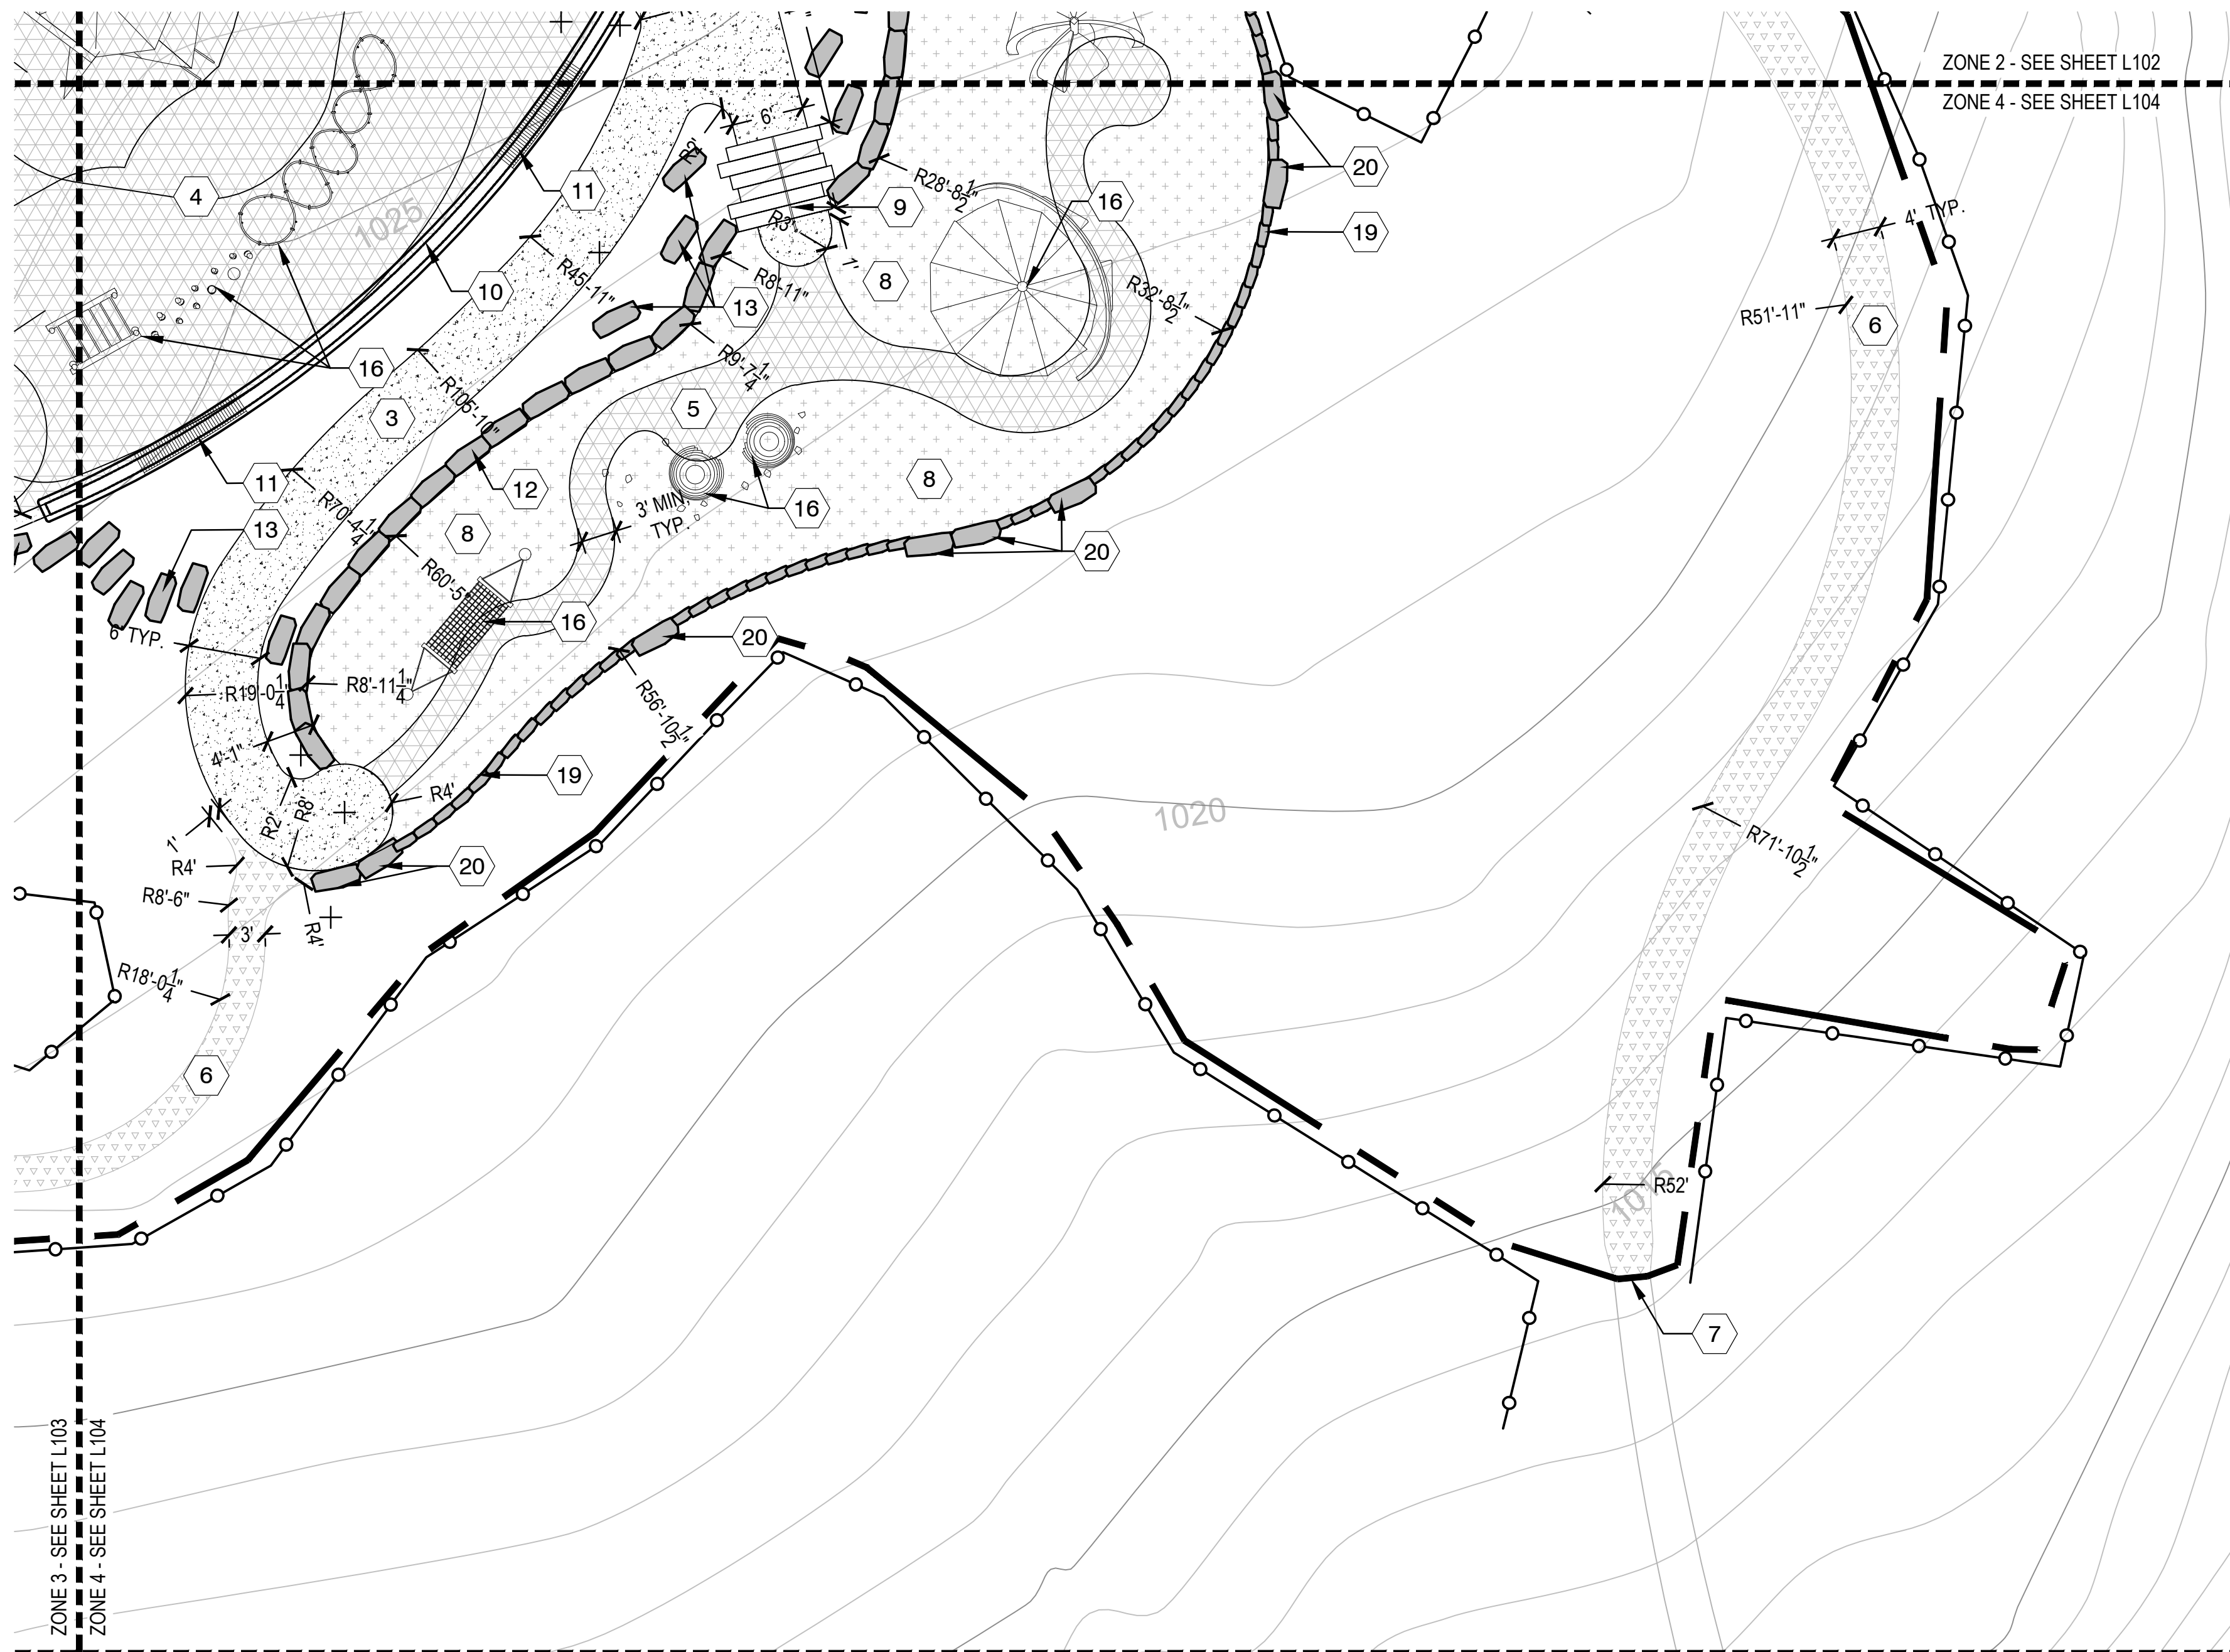 ZONE 2 - SEE SHEET L102
ZONE 4 - SEE SHEET L104
6'
R2'
4
11
20
R28'-8 1/2"
9
16
1025
R3'
4' TYP.
19
R45'-11"
1'
8
10
R8'-11"
R32'-8 1/2"
13
R51'-11"
6
16
R9'-7 1/4"
R105'-10"
3
5
11
12
8
R70'-4 1/4"
3' MIN,
TYP.
16
13
8
20
R60'-5"
16
6' TYP.
20
R19'-0 1/4"
R8'-11 1/4"
R56'-10 1/2"
4'-1"
19
R4'
1020
R2'
R8'
1'
R4'
20
R71'-10 1/2"
R8'-6"
3'
R4'
R18'-0 1/4"
6
R52'
1015
7
ZONE 3 - SEE SHEET L103
ZONE 4 - SEE SHEET L104